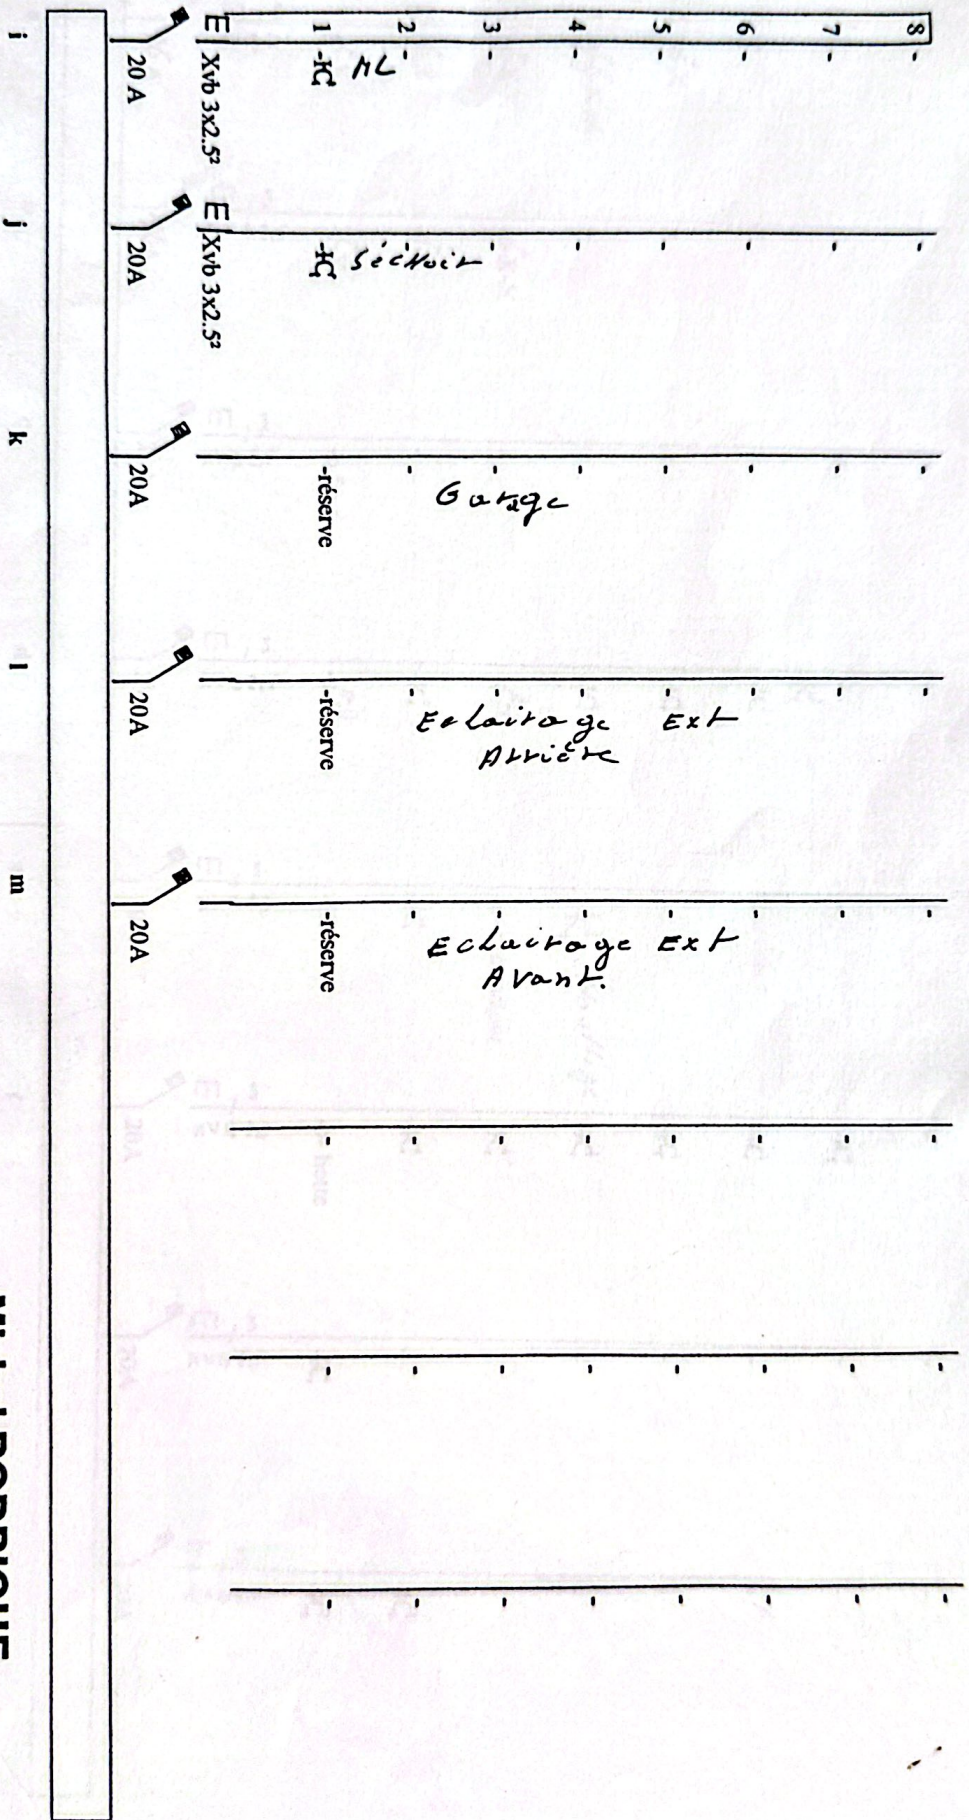 8
7
6
5
4
3
2
1
ML
séchoir
-réserve
Garage
-réserve
Eclairage Ext
Arrière
-réserve
Eclairage Ext
Avant.
E Xvb 3x2.5²
E Xvb 3x2.5²
20 A
20A
20A
20A
20A
i
j
k
l
m